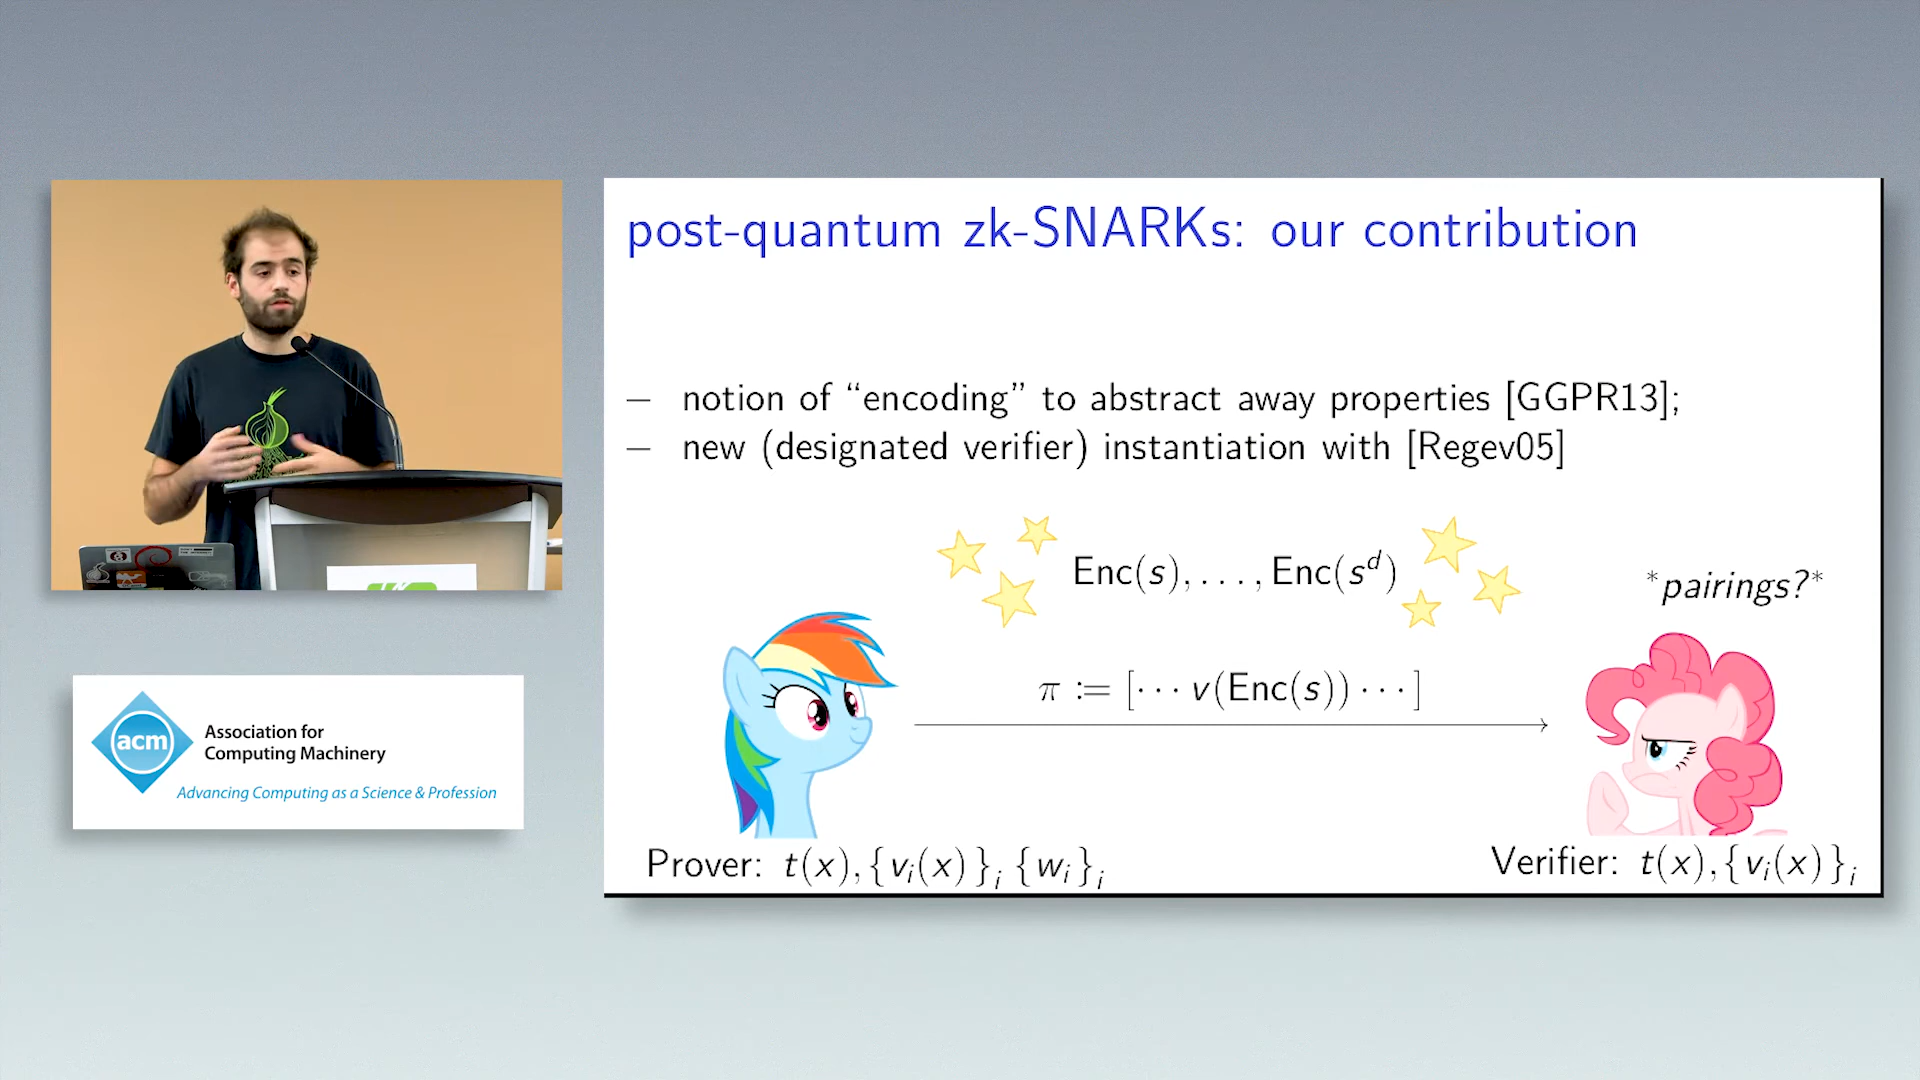 post-quantum zk-SNARKs: our contribution
– notion of “encoding” to abstract away properties [GGPR13];
– new (designated verifier) instantiation with [Regev05]
Enc(s), . . . , Enc(s^d)
*pairings?*
π := [· · · v(Enc(s)) · · · ]
Prover: t(x), {v_i(x)}_i {w_i}_i
Verifier: t(x), {v_i(x)}_i
acm
Association for
Computing Machinery
Advancing Computing as a Science & Profession